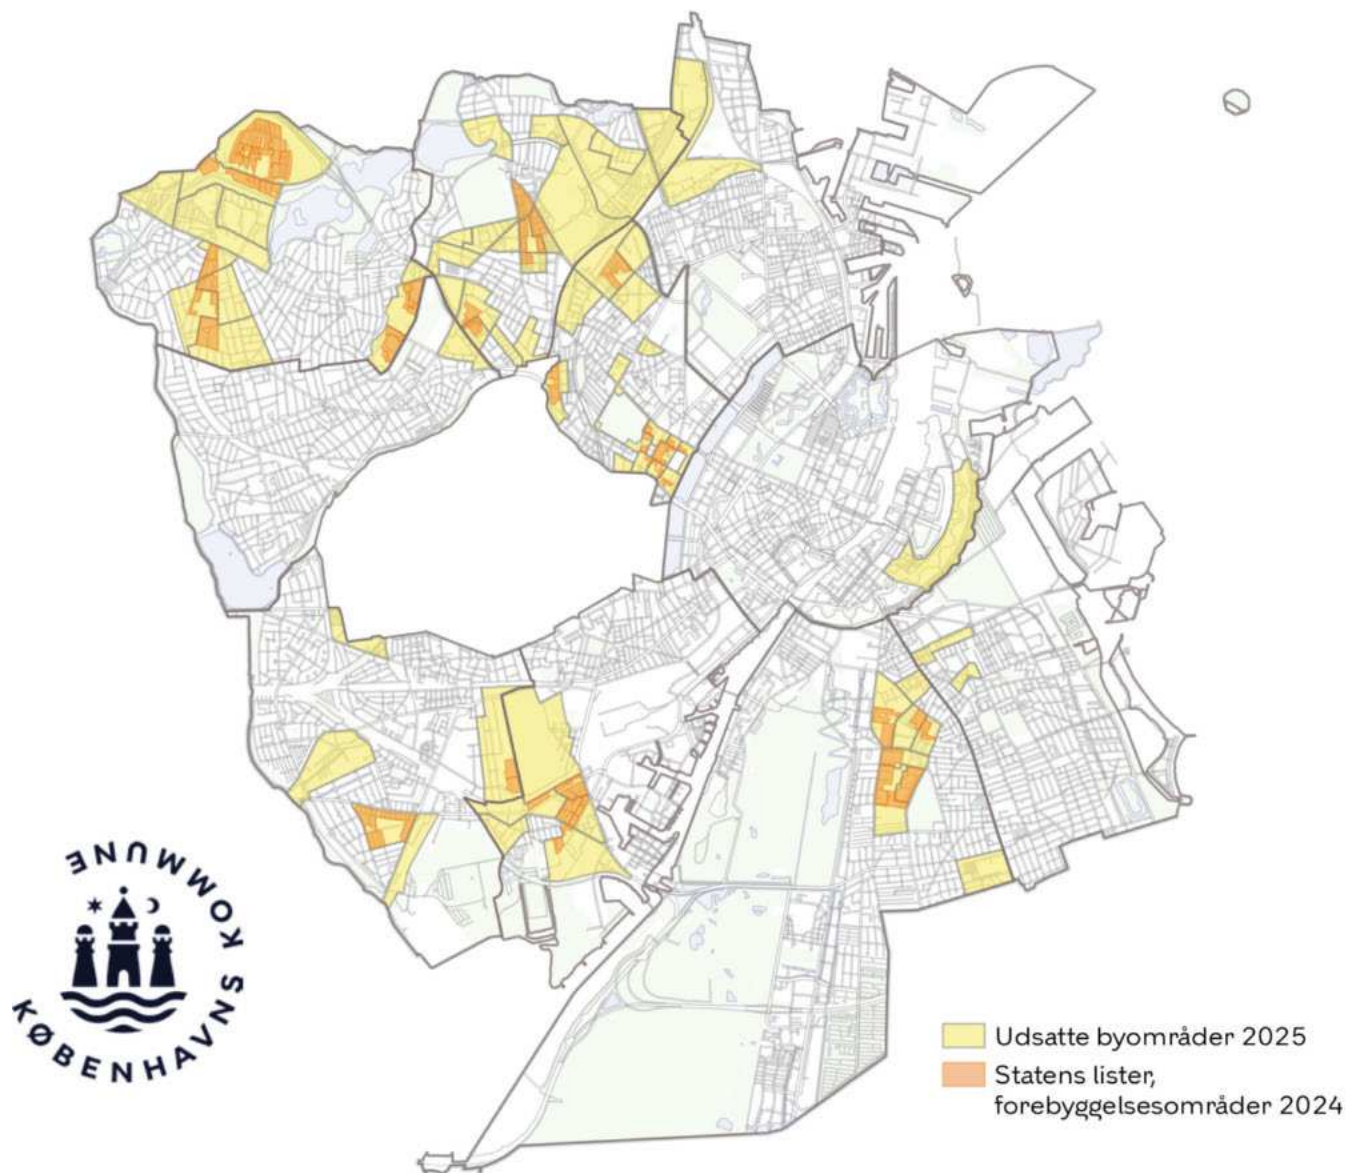 KØBENHAVNS KOMMUNE
Udsatte byområder 2025
Statens lister,
forebyggelsesområder 2024